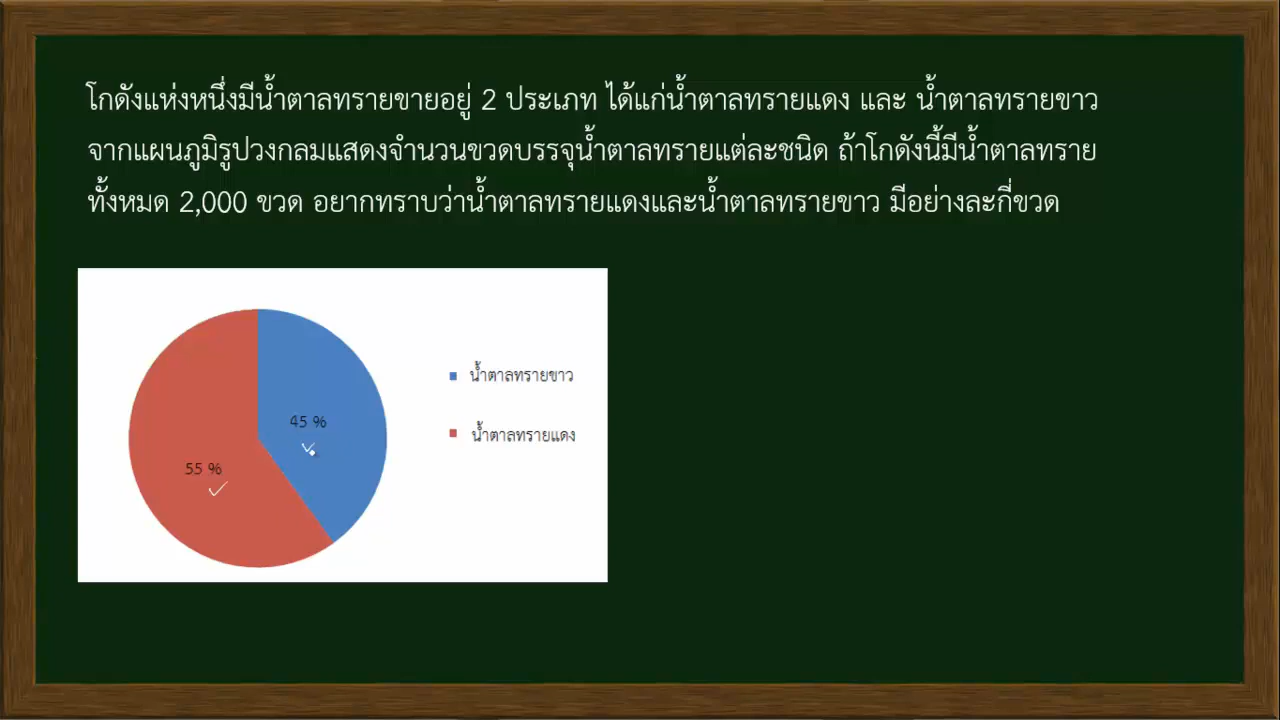 โกดังแห่งหนึ่งมีน้ำตาลทรายขายอยู่ 2 ประเภท ได้แก่น้ำตาลทรายแดง และ น้ำตาลทรายขาว
จากแผนภูมิรูปวงกลมแสดงจำนวนขวดบรรจุน้ำตาลทรายแต่ละชนิด ถ้าโกดังนี้มีน้ำตาลทราย
ทั้งหมด 2,000 ขวด อยากทราบว่าน้ำตาลทรายแดงและน้ำตาลทรายขาว มีอย่างละกี่ขวด
น้ำตาลทรายขาว
45 %
น้ำตาลทรายแดง
55 %